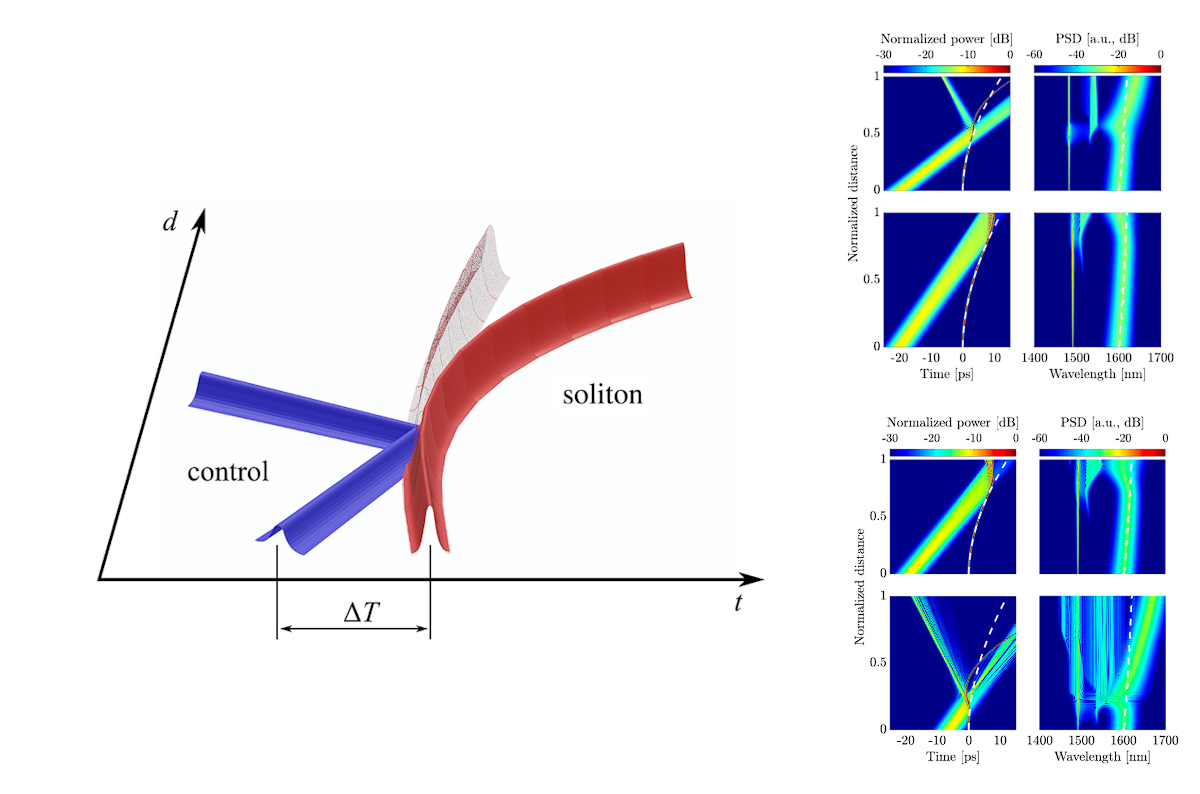 d
control
soliton
ΔT
t
Normalized power [dB]
-30 -20 -10 0
PSD [a.u., dB]
-60 -40 -20 0
Normalized distance
1
0.5
0
1
0.5
0
-20 -10 0 10
1400 1500 1600 1700
Time [ps]
Wavelength [nm]
Normalized power [dB]
-30 -20 -10 0
PSD [a.u., dB]
-60 -40 -20 0
Normalized distance
1
0.5
0
1
0.5
0
-20 -10 0 10
1400 1500 1600 1700
Time [ps]
Wavelength [nm]